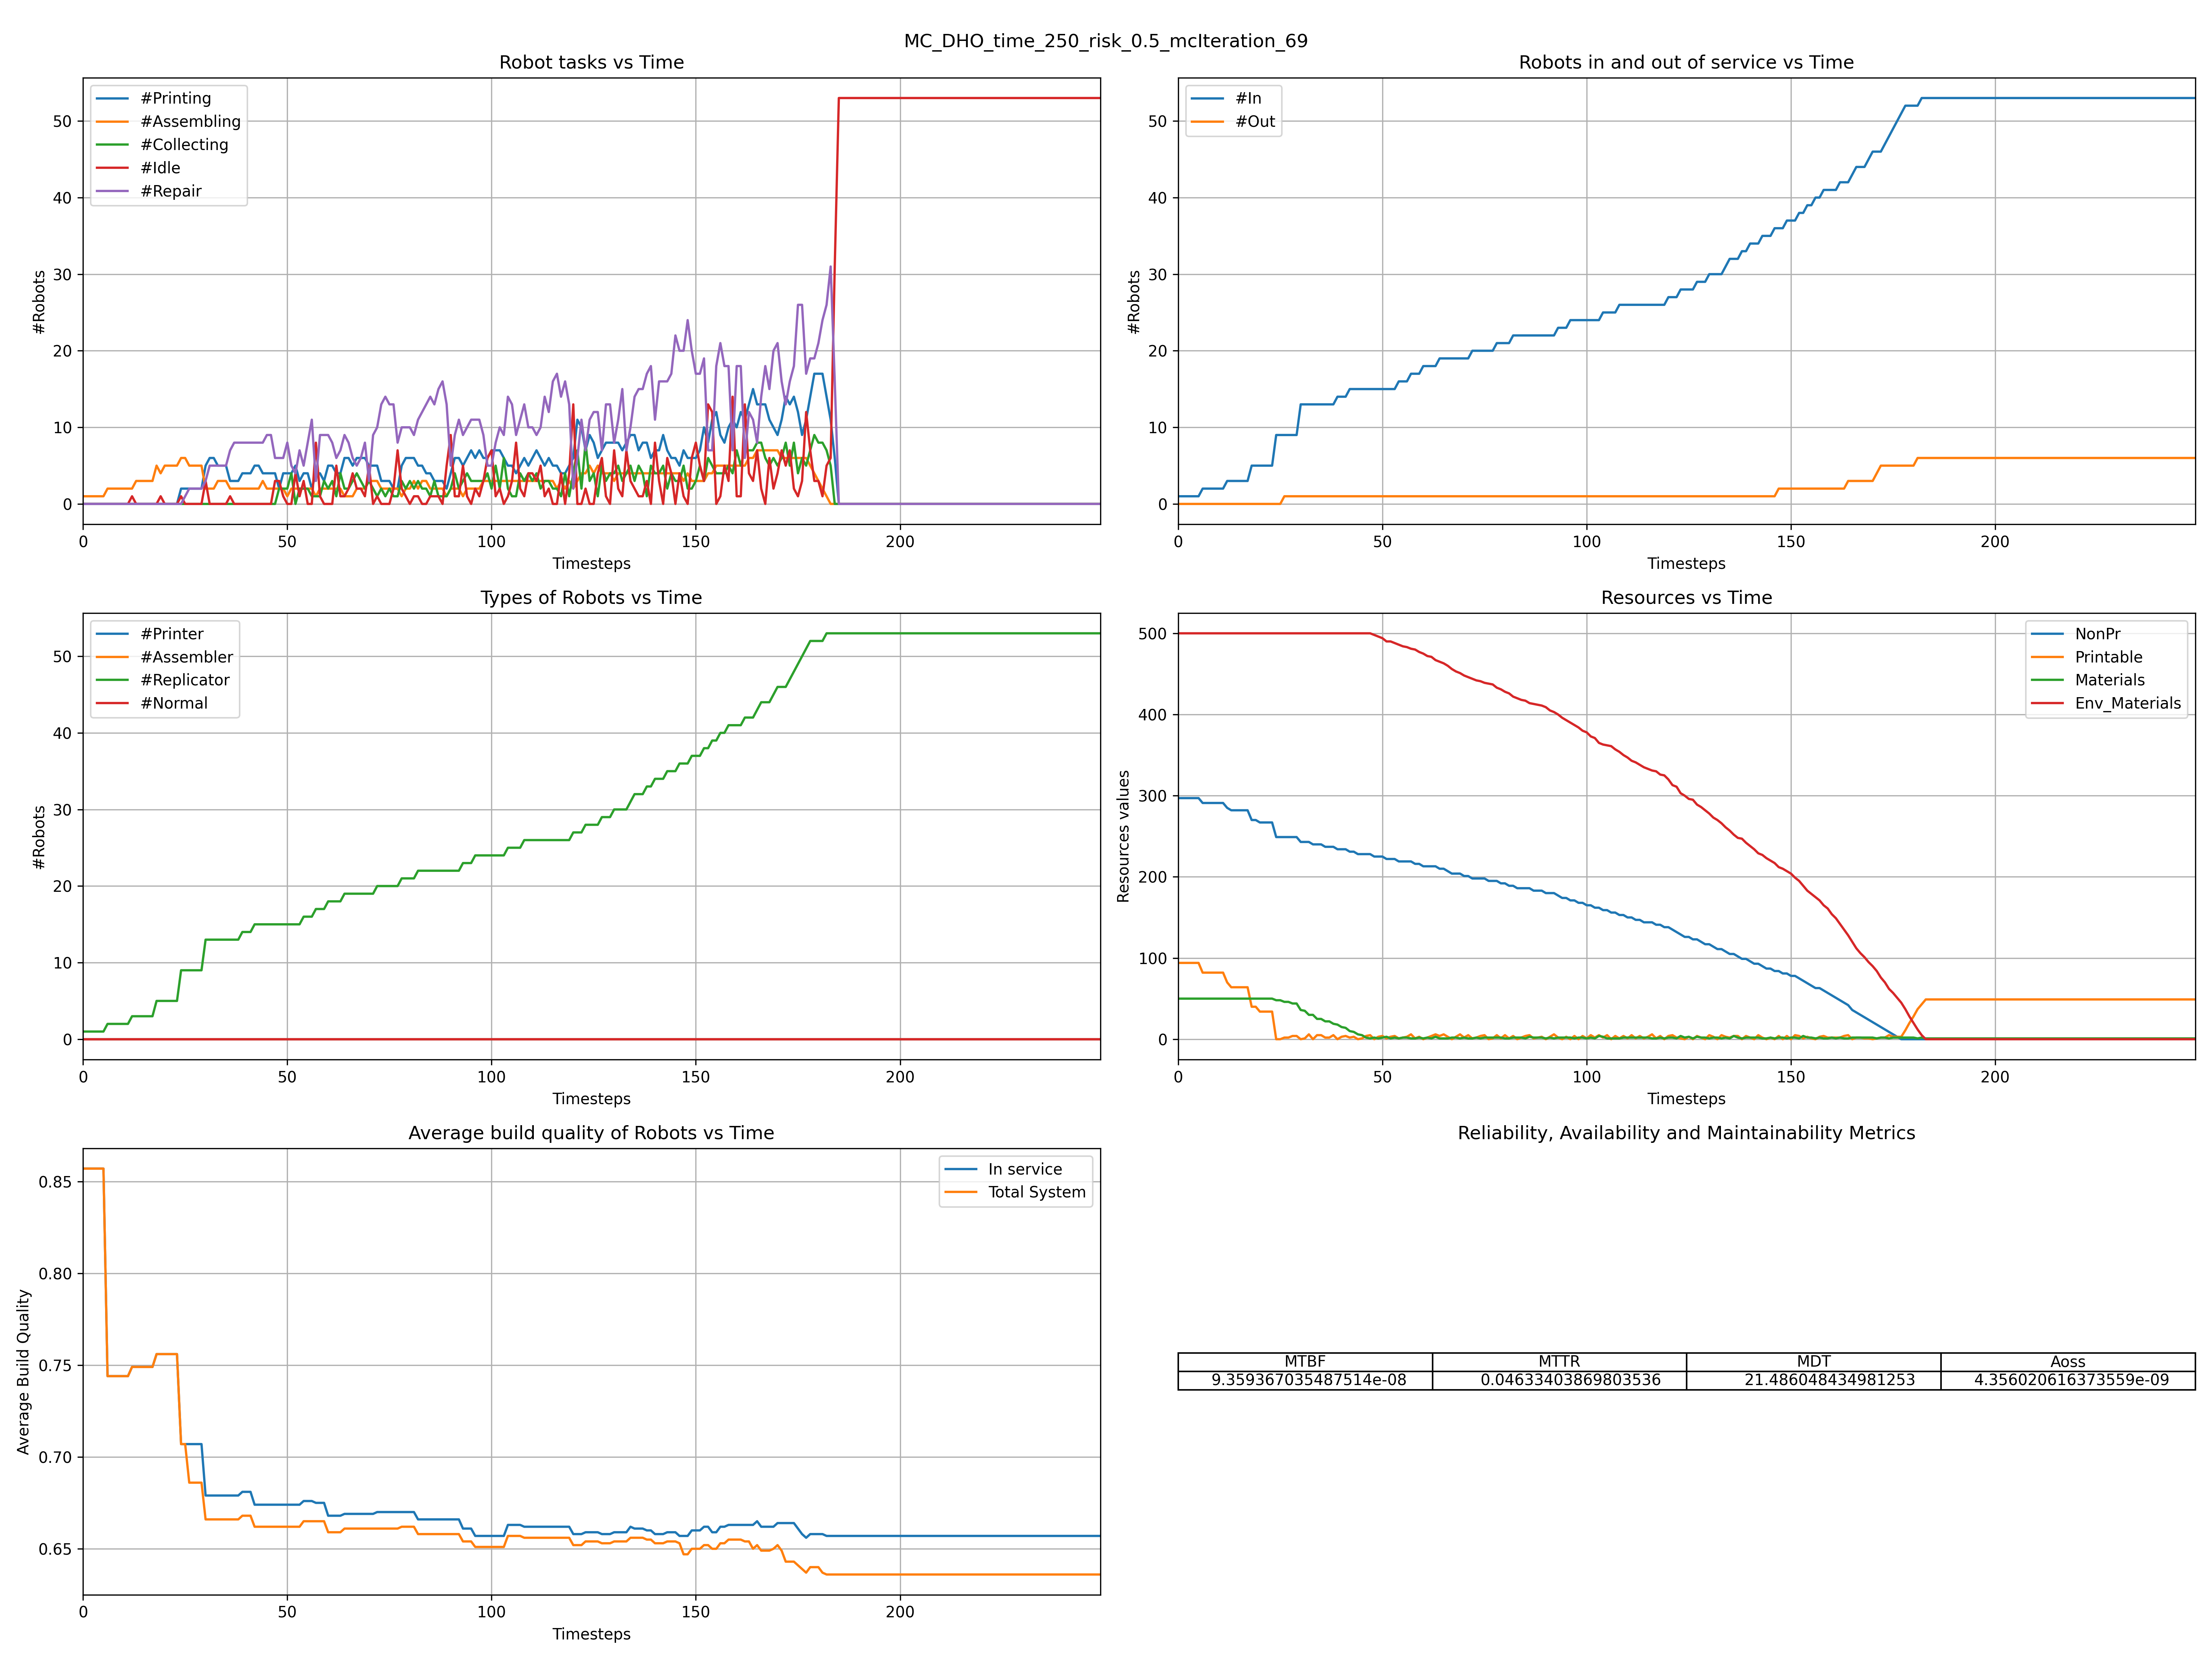 MC_DHO_time_250_risk_0.5_mcIteration_69
Robot tasks vs Time
#Printing
#Assembling
#Collecting
#Idle
#Repair
50
40
30
20
10
0
#Robots
0 50 100 150 200
Timesteps
Robots in and out of service vs Time
#In
#Out
50
40
30
20
10
0
#Robots
0 50 100 150 200
Timesteps
Types of Robots vs Time
#Printer
#Assembler
#Replicator
#Normal
50
40
30
20
10
0
#Robots
0 50 100 150 200
Timesteps
Resources vs Time
NonPr
Printable
Materials
Env_Materials
500
400
300
200
100
0
Resources values
0 50 100 150 200
Timesteps
Average build quality of Robots vs Time
In service
Total System
0.85
0.80
0.75
0.70
0.65
Average Build Quality
0 50 100 150 200
Timesteps
Reliability, Availability and Maintainability Metrics
MTBF MTTR MDT Aoss
9.359367035487514e-08 0.04633403869803536 21.486048434981253 4.356020616373559e-09